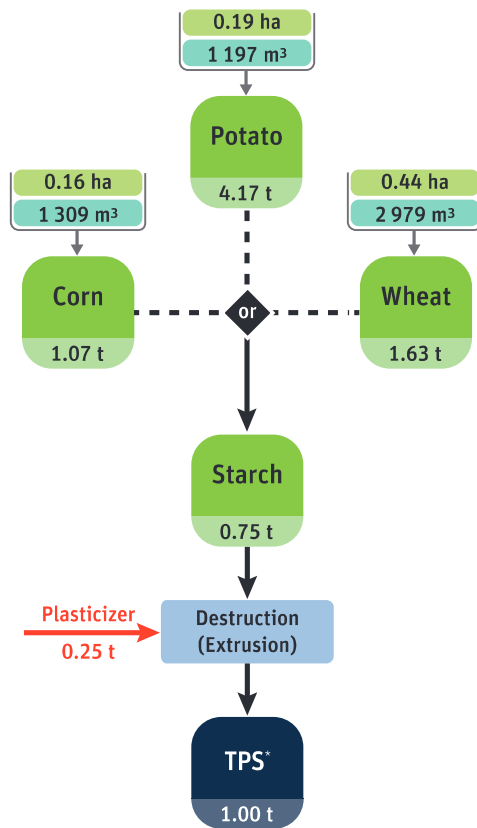 0.19 ha
1 197 m³
Potato
4.17 t
0.16 ha
1 309 m³
Corn
1.07 t
0.44 ha
2 979 m³
Wheat
1.63 t
or
Starch
0.75 t
Plasticizer
0.25 t
Destruction
(Extrusion)
TPS*
1.00 t